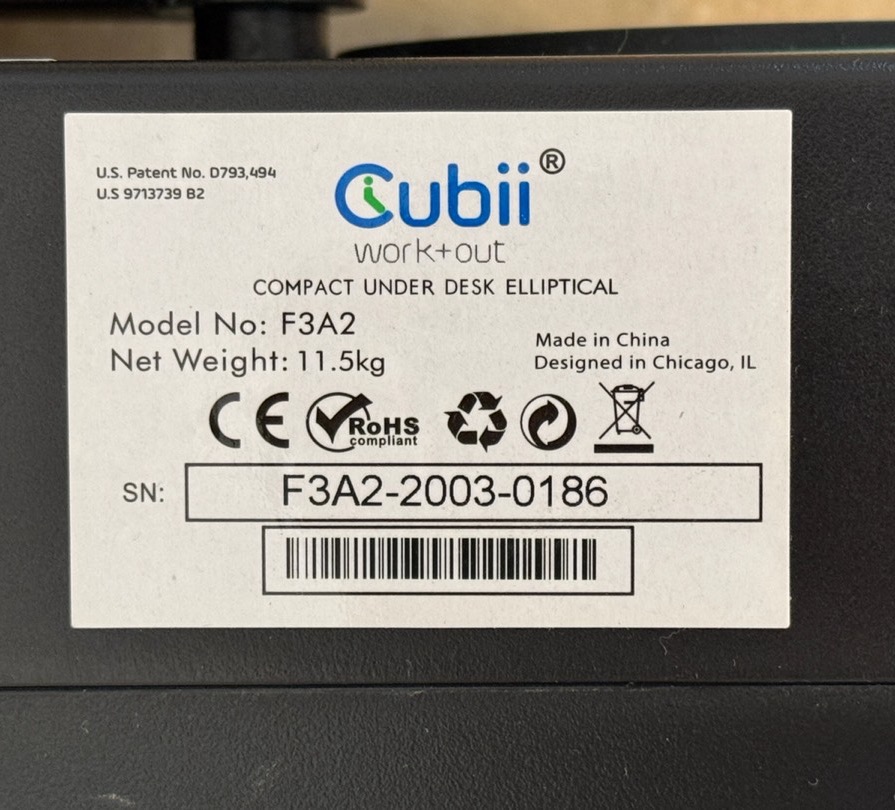 U.S. Patent No. D793,494
U.S 9713739 B2
Cubii®
work+out
COMPACT UNDER DESK ELLIPTICAL
Model No: F3A2
Net Weight: 11.5kg
Made in China
Designed in Chicago, IL
CE
RoHS
compliant
SN: F3A2-2003-0186